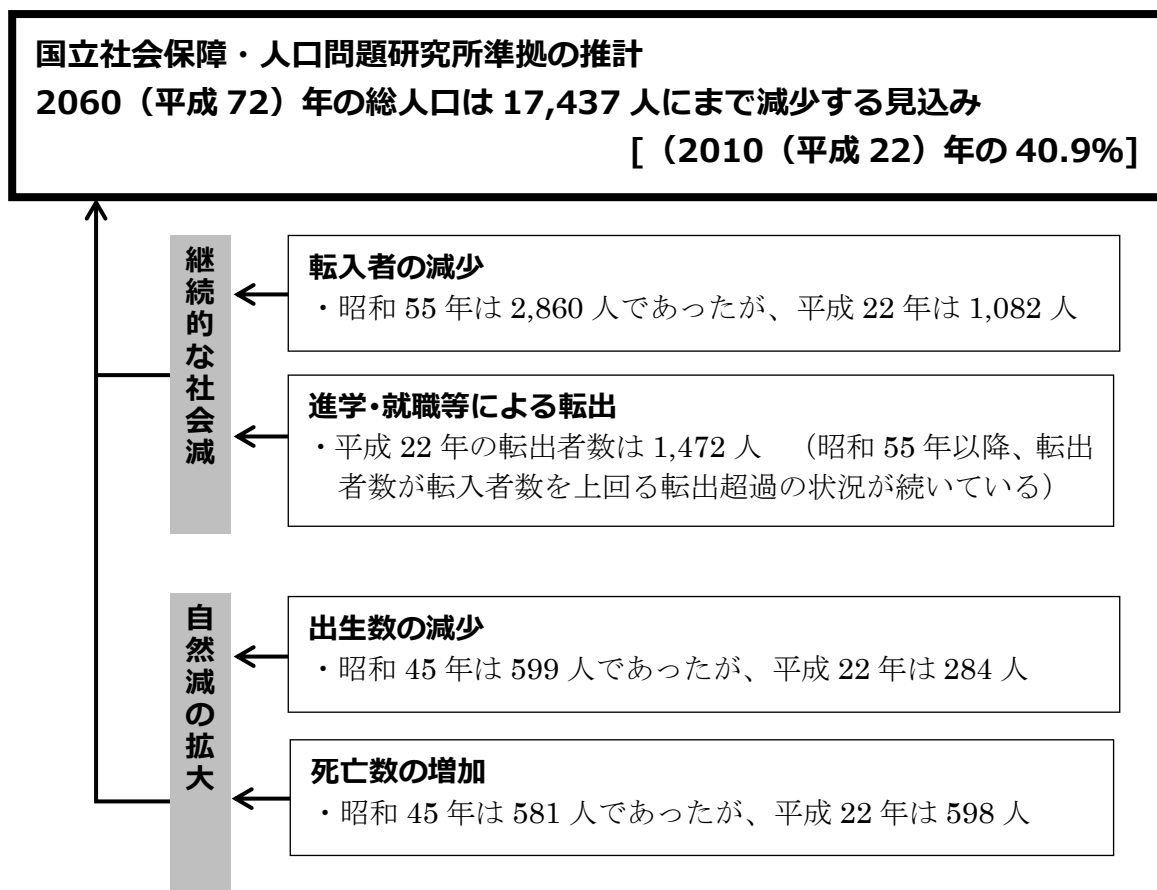 国立社会保障・人口問題研究所準拠の推計
2060（平成 72）年の総人口は 17,437 人にまで減少する見込み
[（2010（平成 22）年の 40.9%]
継続的な社会減
転入者の減少
・昭和 55 年は 2,860 人であったが、平成 22 年は 1,082 人
進学・就職等による転出
・平成 22 年の転出者数は 1,472 人　（昭和 55 年以降、転出
者数が転入者数を上回る転出超過の状況が続いている）
自然減の拡大
出生数の減少
・昭和 45 年は 599 人であったが、平成 22 年は 284 人
死亡数の増加
・昭和 45 年は 581 人であったが、平成 22 年は 598 人